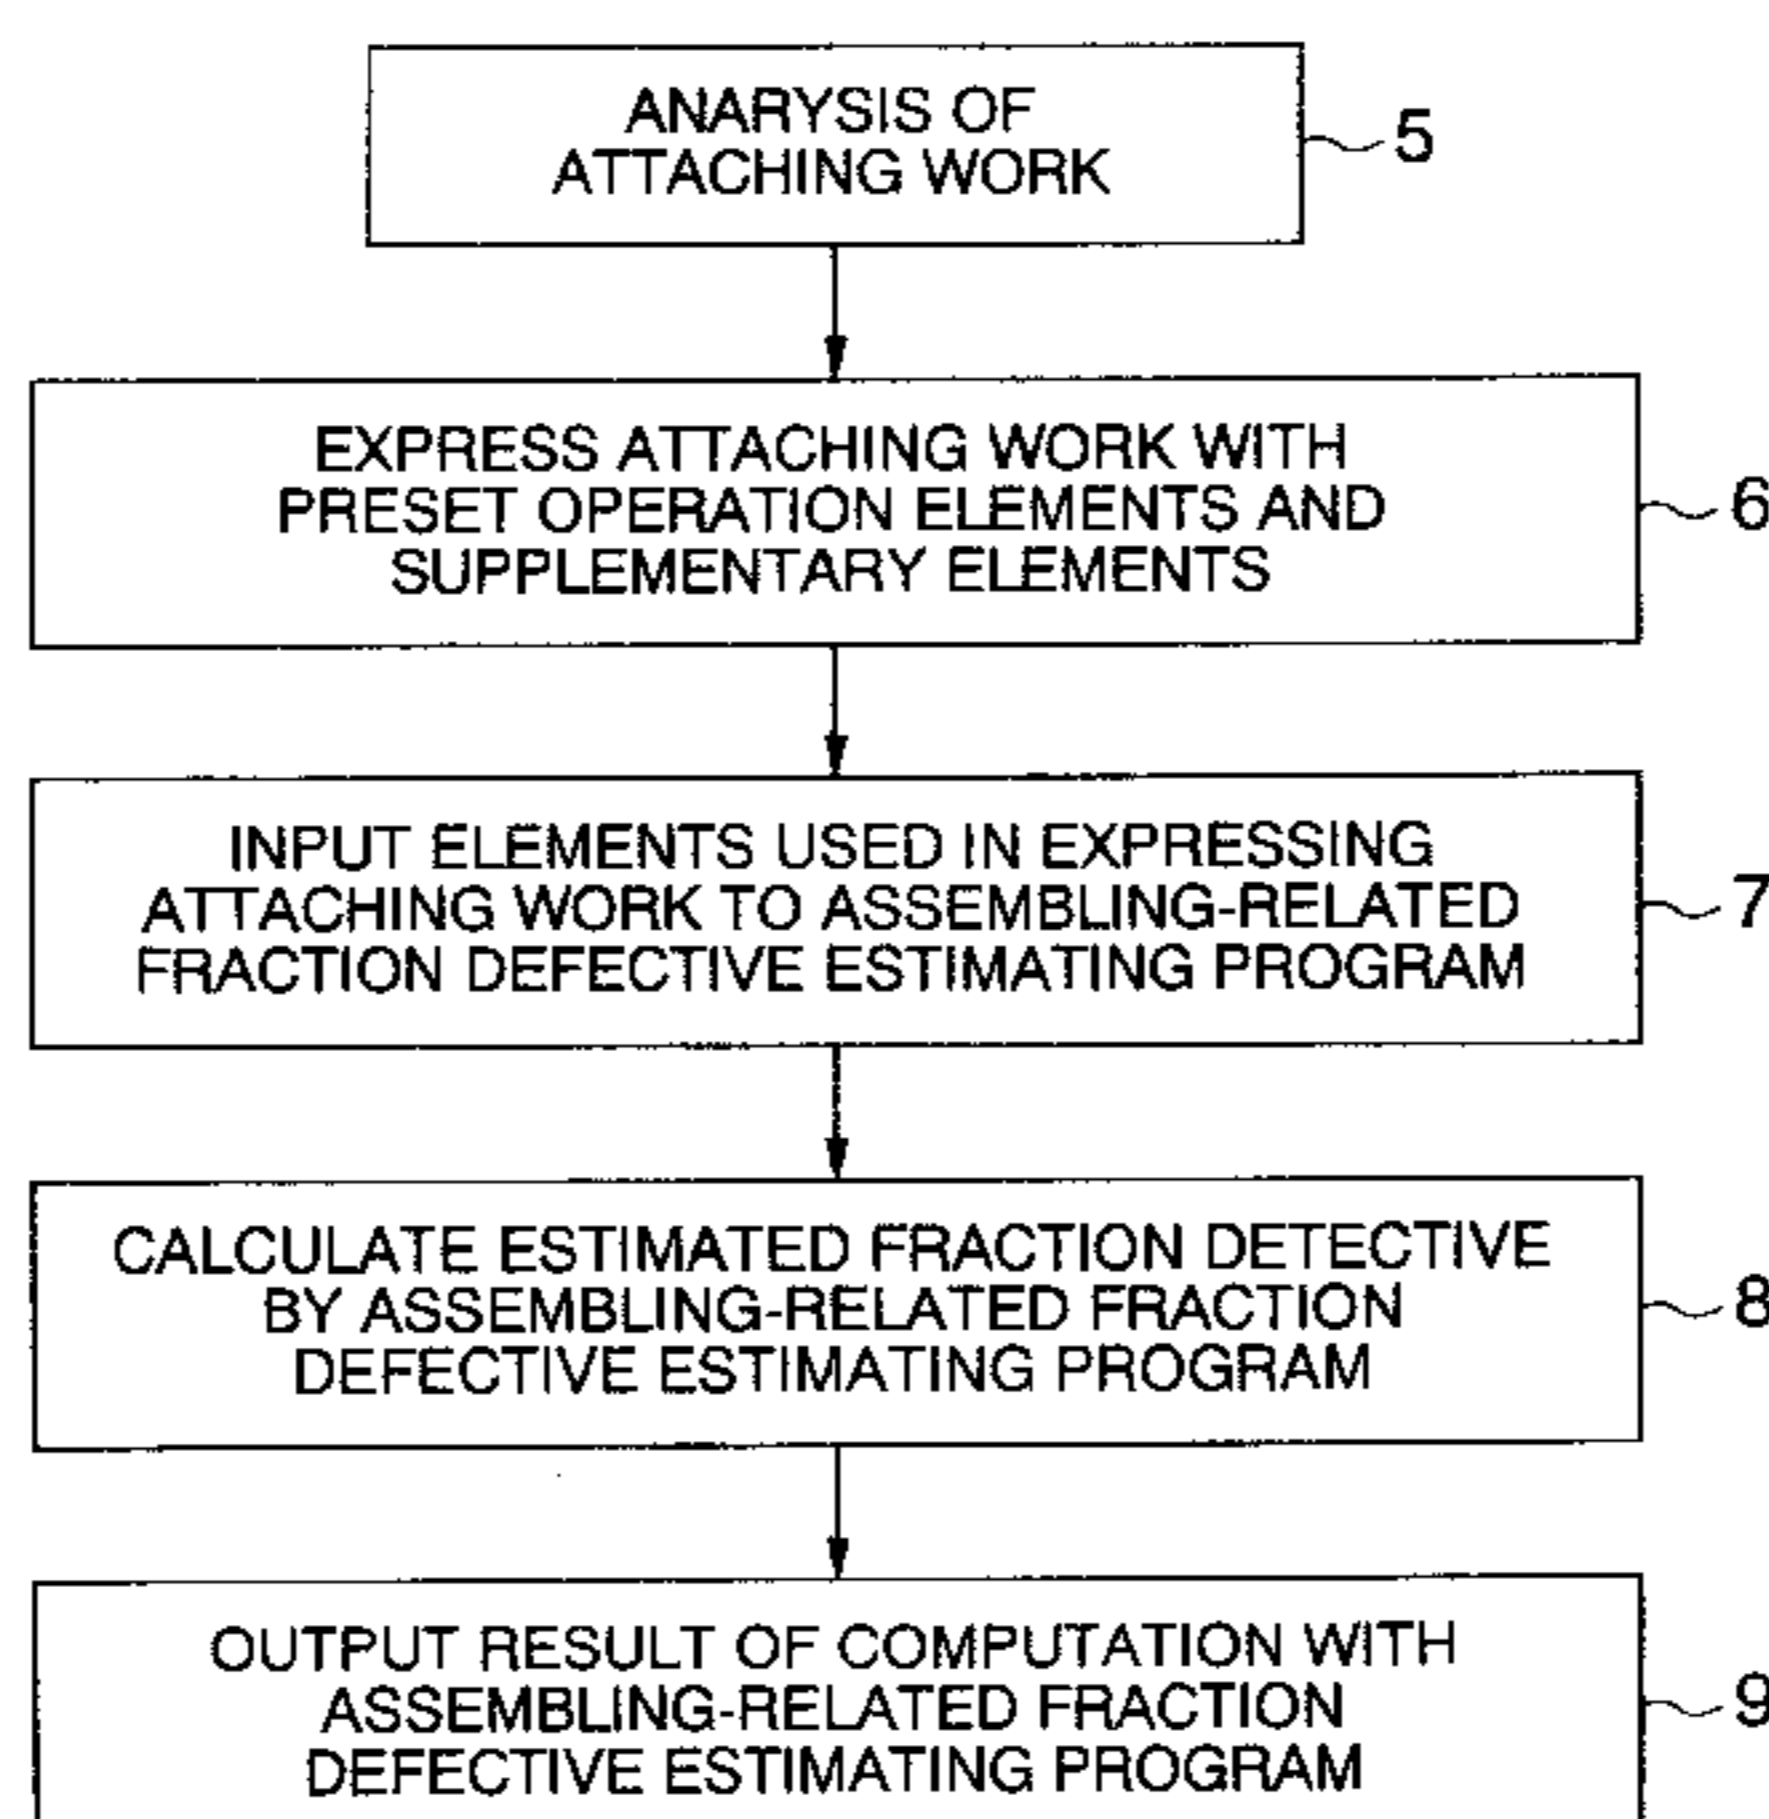 ANARYSIS OF
ATTACHING WORK
5
EXPRESS ATTACHING WORK WITH
PRESET OPERATION ELEMENTS AND
SUPPLEMENTARY ELEMENTS
6
INPUT ELEMENTS USED IN EXPRESSING
ATTACHING WORK TO ASSEMBLING-RELATED
FRACTION DEFECTIVE ESTIMATING PROGRAM
7
CALCULATE ESTIMATED FRACTION DETECTIVE
BY ASSEMBLING-RELATED FRACTION
DEFECTIVE ESTIMATING PROGRAM
8
OUTPUT RESULT OF COMPUTATION WITH
ASSEMBLING-RELATED FRACTION
DEFECTIVE ESTIMATING PROGRAM
9